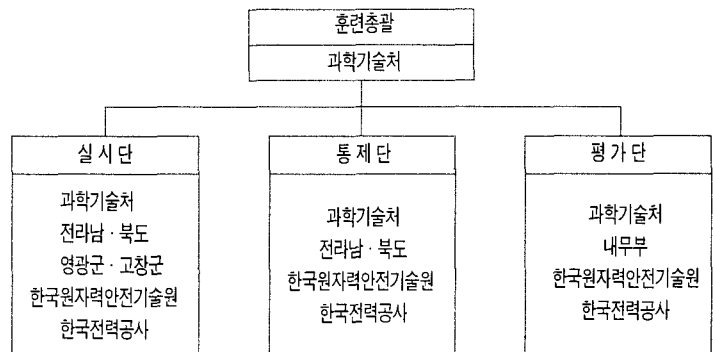 훈련총괄
과학기술처
실시단
과학기술처
전라남·북도
영광군·고창군
한국원자력안전기술원
한국전력공사
통제단
과학기술처
전라남·북도
한국원자력안전기술원
한국전력공사
평가단
과학기술처
내무부
한국원자력안전기술원
한국전력공사